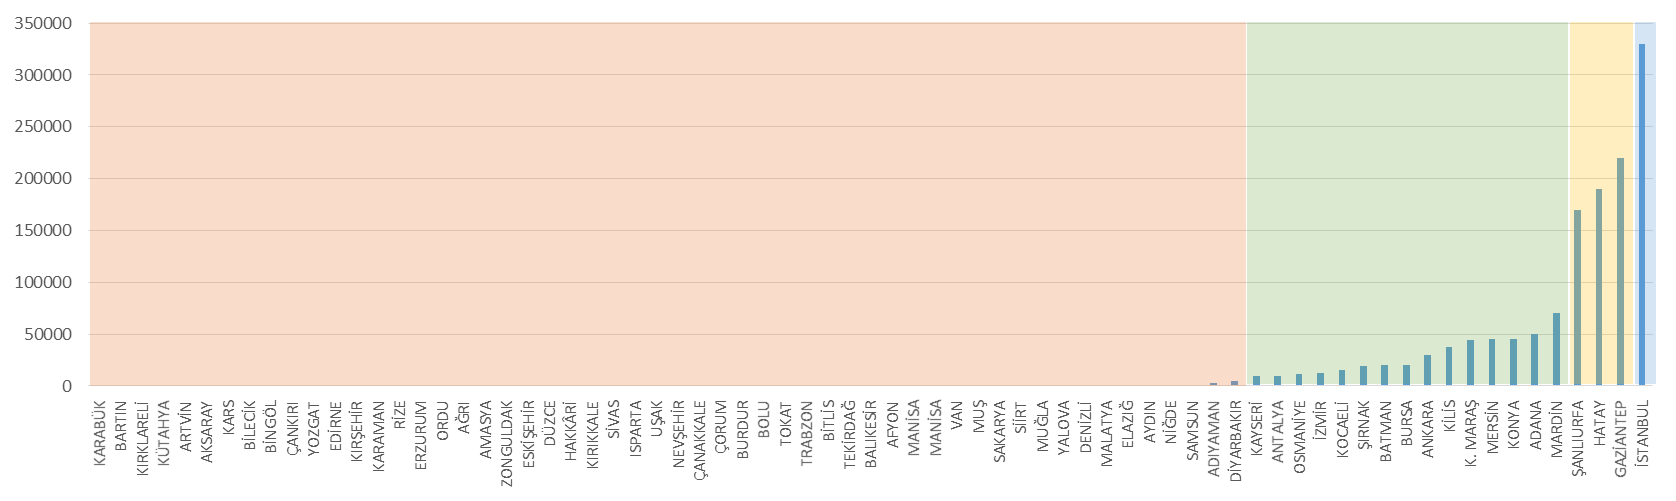 350000
300000
250000
200000
150000
100000
50000
0
KARABÜK
BARTIN
KIRKLARELİ
KÜTAHYA
ARTVİN
AKSARAY
KARS
BİLECİK
BİNGÖL
ÇANKIRI
YOZGAT
EDİRNE
KIRŞEHİR
KARAMAN
RİZE
ERZURUM
ORDU
AĞRI
AMASYA
ZONGULDAK
ESKİŞEHİR
DÜZCE
HAKKÂRİ
KIRIKKALE
SİVAS
ISPARTA
UŞAK
NEVŞEHİR
ÇANAKKALE
ÇORUM
BURDUR
BOLU
TOKAT
TRABZON
BİTLİS
TEKİRDAĞ
BALIKESİR
AFYON
MANİSA
MANİSA
VAN
MUŞ
SAKARYA
SİİRT
MUĞLA
YALOVA
DENİZLİ
MALATYA
ELAZIĞ
AYDIN
NİĞDE
SAMSUN
ADIYAMAN
DİYARBAKIR
KAYSERİ
ANTALYA
OSMANİYE
İZMİR
KOCAELİ
ŞIRNAK
BATMAN
BURSA
ANKARA
KİLİS
K. MARAŞ
MERSİN
KONYA
ADANA
MARDİN
ŞANLIURFA
HATAY
GAZİANTEP
İSTANBUL